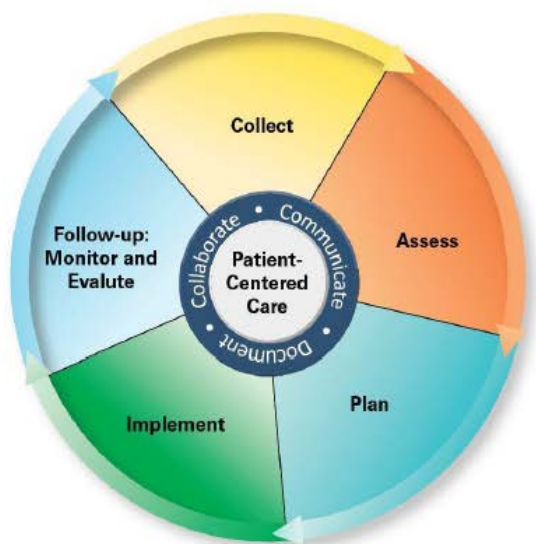 Collect
Assess
Plan
Implement
Follow-up:
Monitor and
Evalute
Collaborate • Communicate • Document •
Patient-
Centered
Care